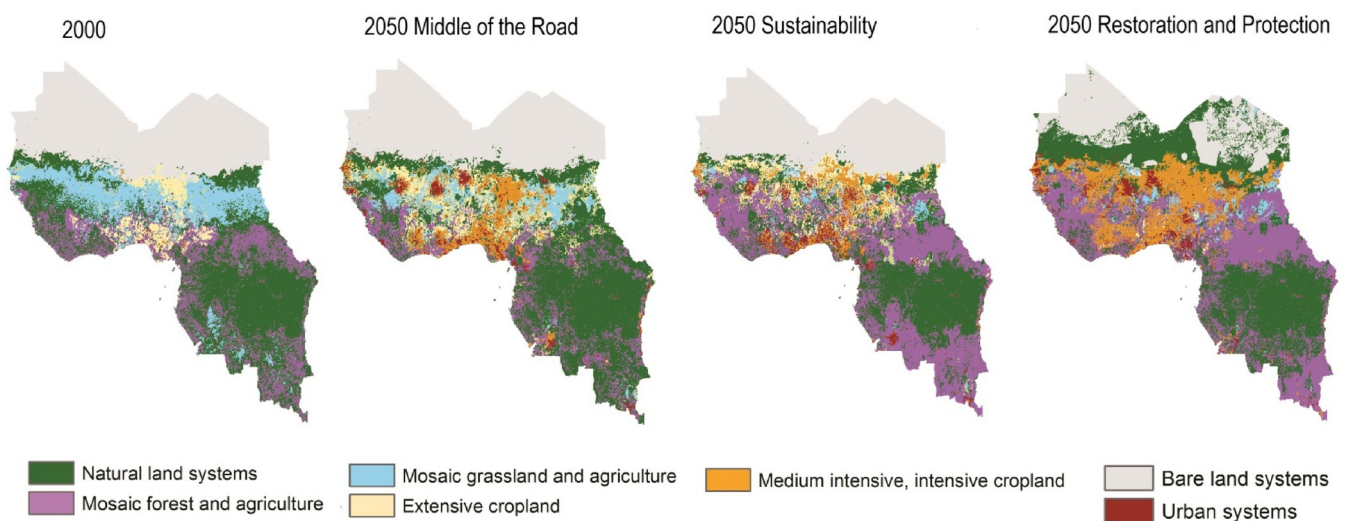 2000
2050 Middle of the Road
2050 Sustainability
2050 Restoration and Protection
Natural land systems
Mosaic grassland and agriculture
Medium intensive, intensive cropland
Bare land systems
Mosaic forest and agriculture
Extensive cropland
Urban systems